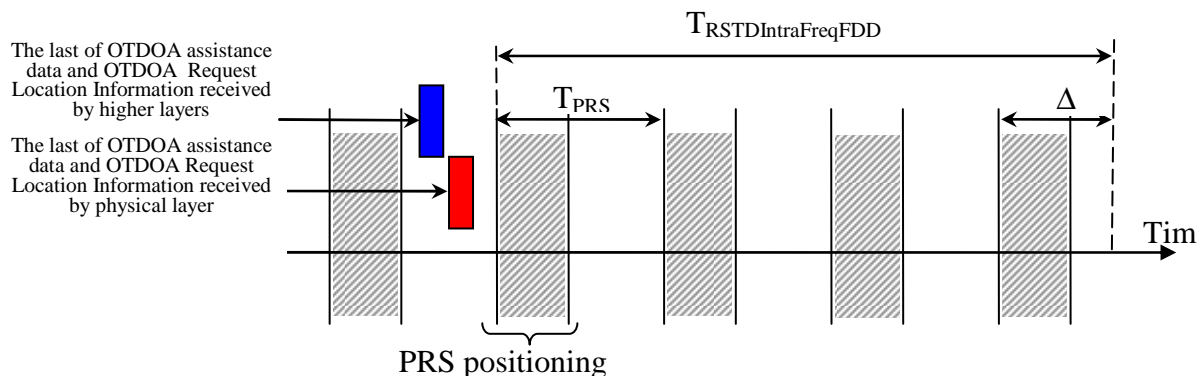 The last of OTDOA assistance
data and OTDOA Request
Location Information received
by higher layers
The last of OTDOA assistance
data and OTDOA Request
Location Information received
by physical layer
T_RSTDIntraFreqFDD
T_PRS
Δ
Tim
PRS positioning